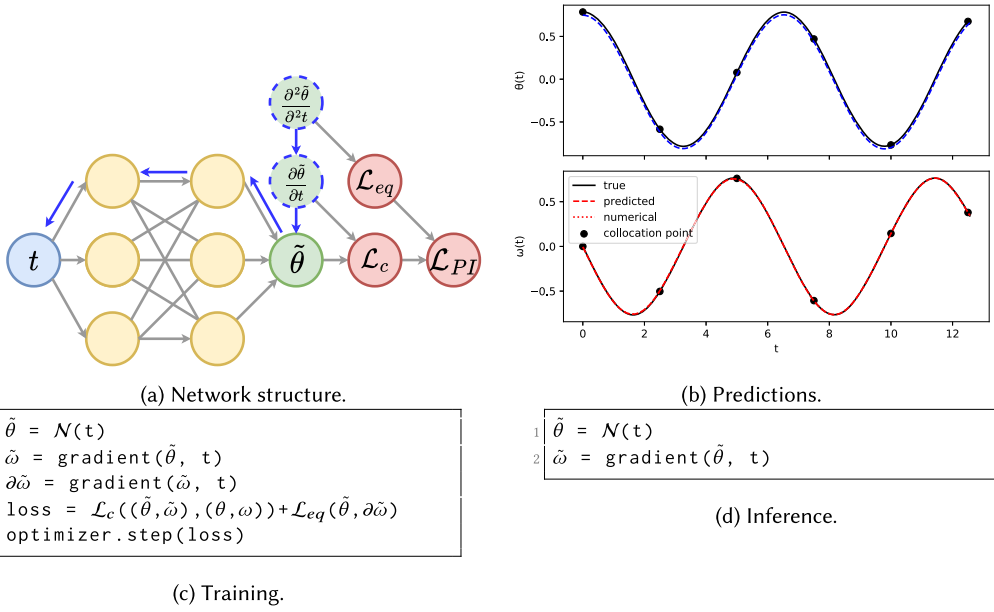 ∂²θ̃
∂²t
∂θ̃
∂t
ℒeq
t
θ̃
ℒc
ℒPI
(a) Network structure.
0.5
0.0
−0.5
θ(t)
true
predicted
numerical
collocation point
0.5
0.0
−0.5
ω(t)
0 2 4 6 8 10 12
t
(b) Predictions.
θ̃ = 𝒩(t)
ω̃ = gradient(θ̃, t)
∂ω̃ = gradient(ω̃, t)
loss = ℒc((θ̃,ω̃),(θ,ω))+ℒeq(θ̃,∂ω̃)
optimizer.step(loss)
(c) Training.
1 θ̃ = 𝒩(t)
2 ω̃ = gradient(θ̃, t)
(d) Inference.